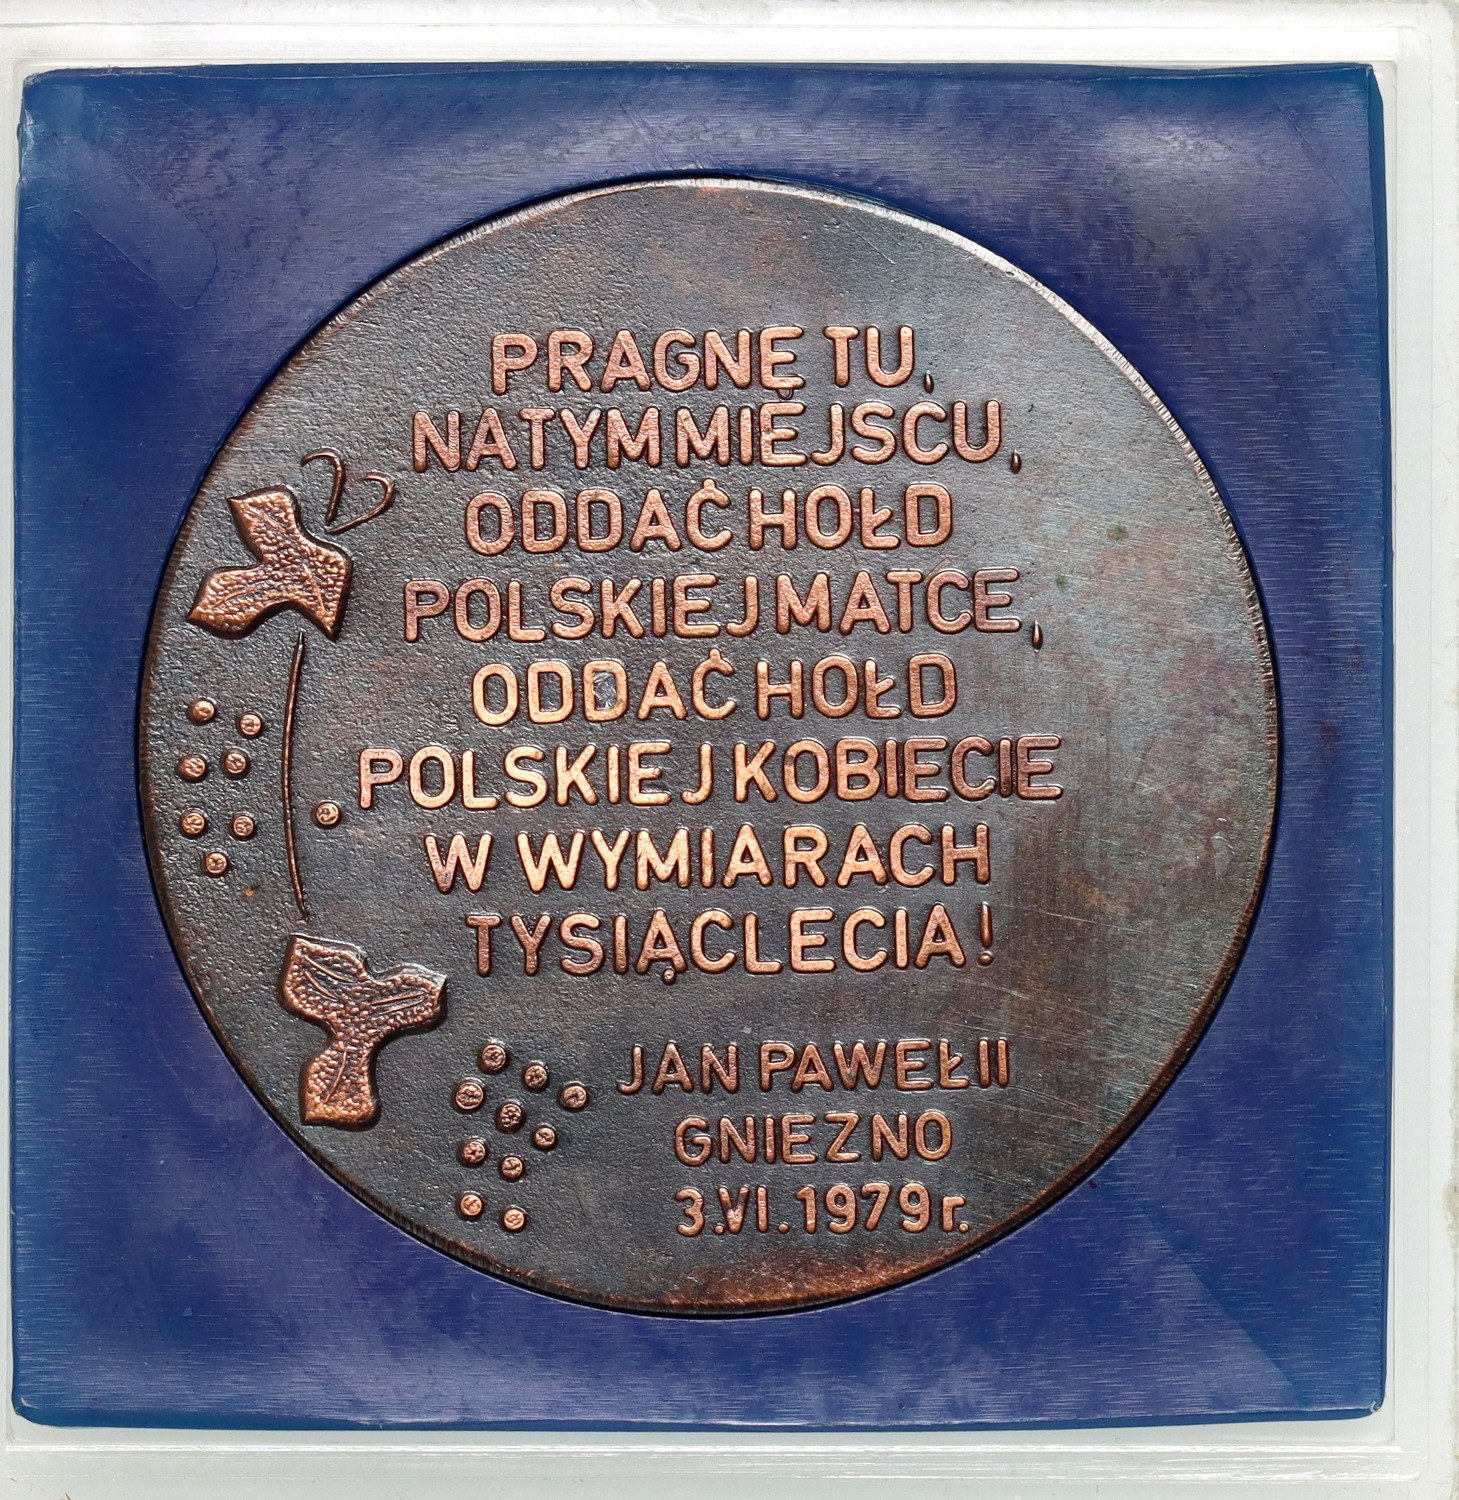 PRAGNĘ TU,
NA TYM MIEJSCU,
ODDAĆ HOŁD
POLSKIEJ MATCE,
ODDAĆ HOŁD
POLSKIEJ KOBIECIE
W WYMIARACH
TYSIĄCLECIA!
JAN PAWEŁ II
GNIEZNO
3.VI.1979r.